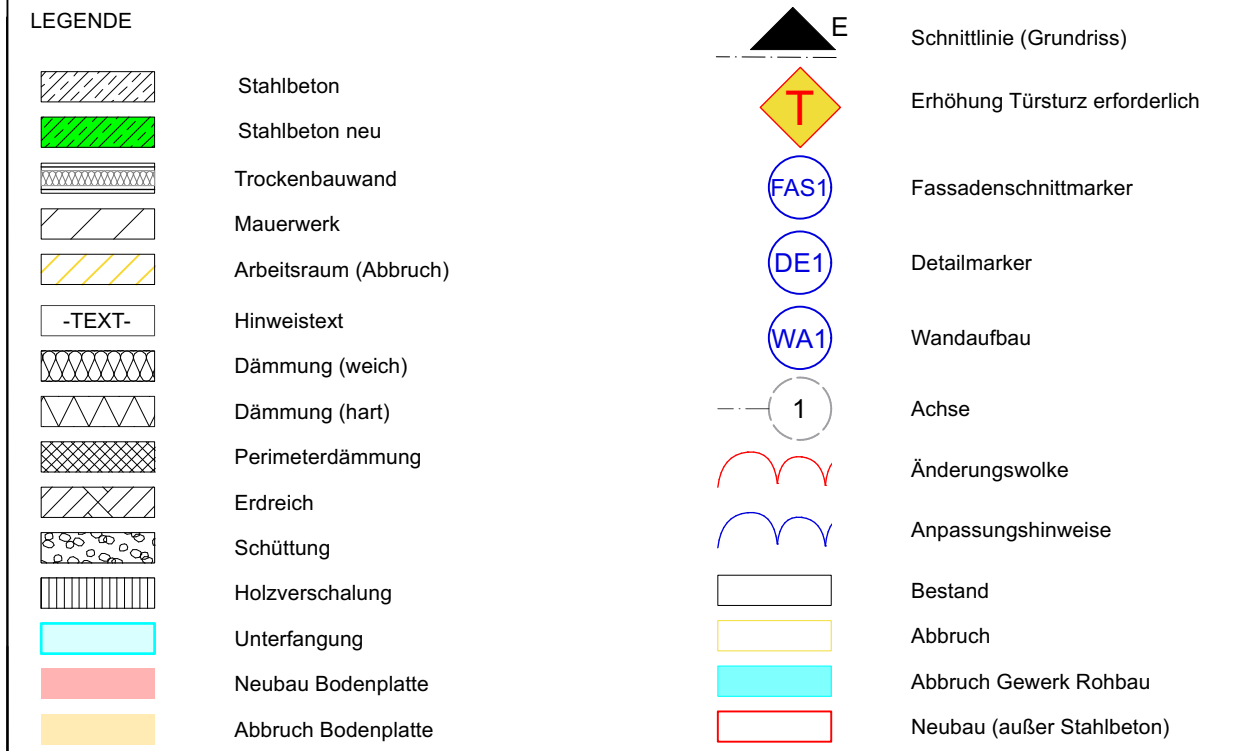 LEGENDE
Stahlbeton
Stahlbeton neu
Trockenbauwand
Mauerwerk
Arbeitsraum (Abbruch)
-TEXT- Hinweistext
Dämmung (weich)
Dämmung (hart)
Perimeterdämmung
Erdreich
Schüttung
Holzverschalung
Unterfangung
Neubau Bodenplatte
Abbruch Bodenplatte
E Schnittlinie (Grundriss)
T Erhöhung Türsturz erforderlich
FAS1 Fassadenschnittmarker
DE1 Detailmarker
WA1 Wandaufbau
1 Achse
Änderungswolke
Anpassungshinweise
Bestand
Abbruch
Abbruch Gewerk Rohbau
Neubau (außer Stahlbeton)